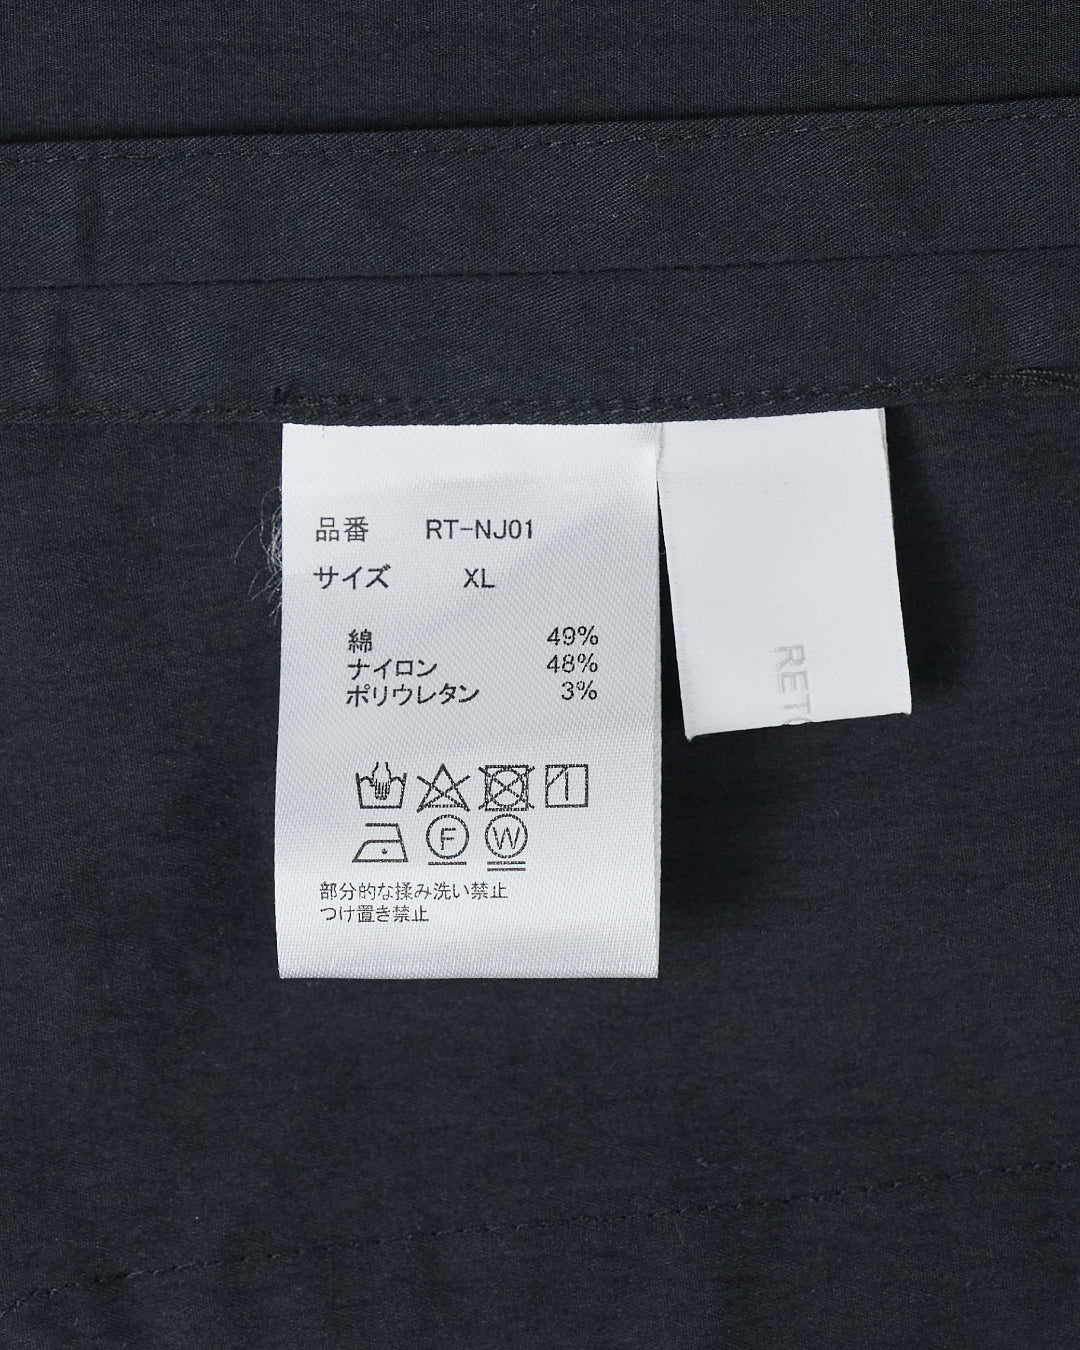 品番 RT-NJ01
サイズ XL
綿 49%
ナイロン 48%
ポリウレタン 3%
F W
部分的な揉み洗い禁止
つけ置き禁止
RETO